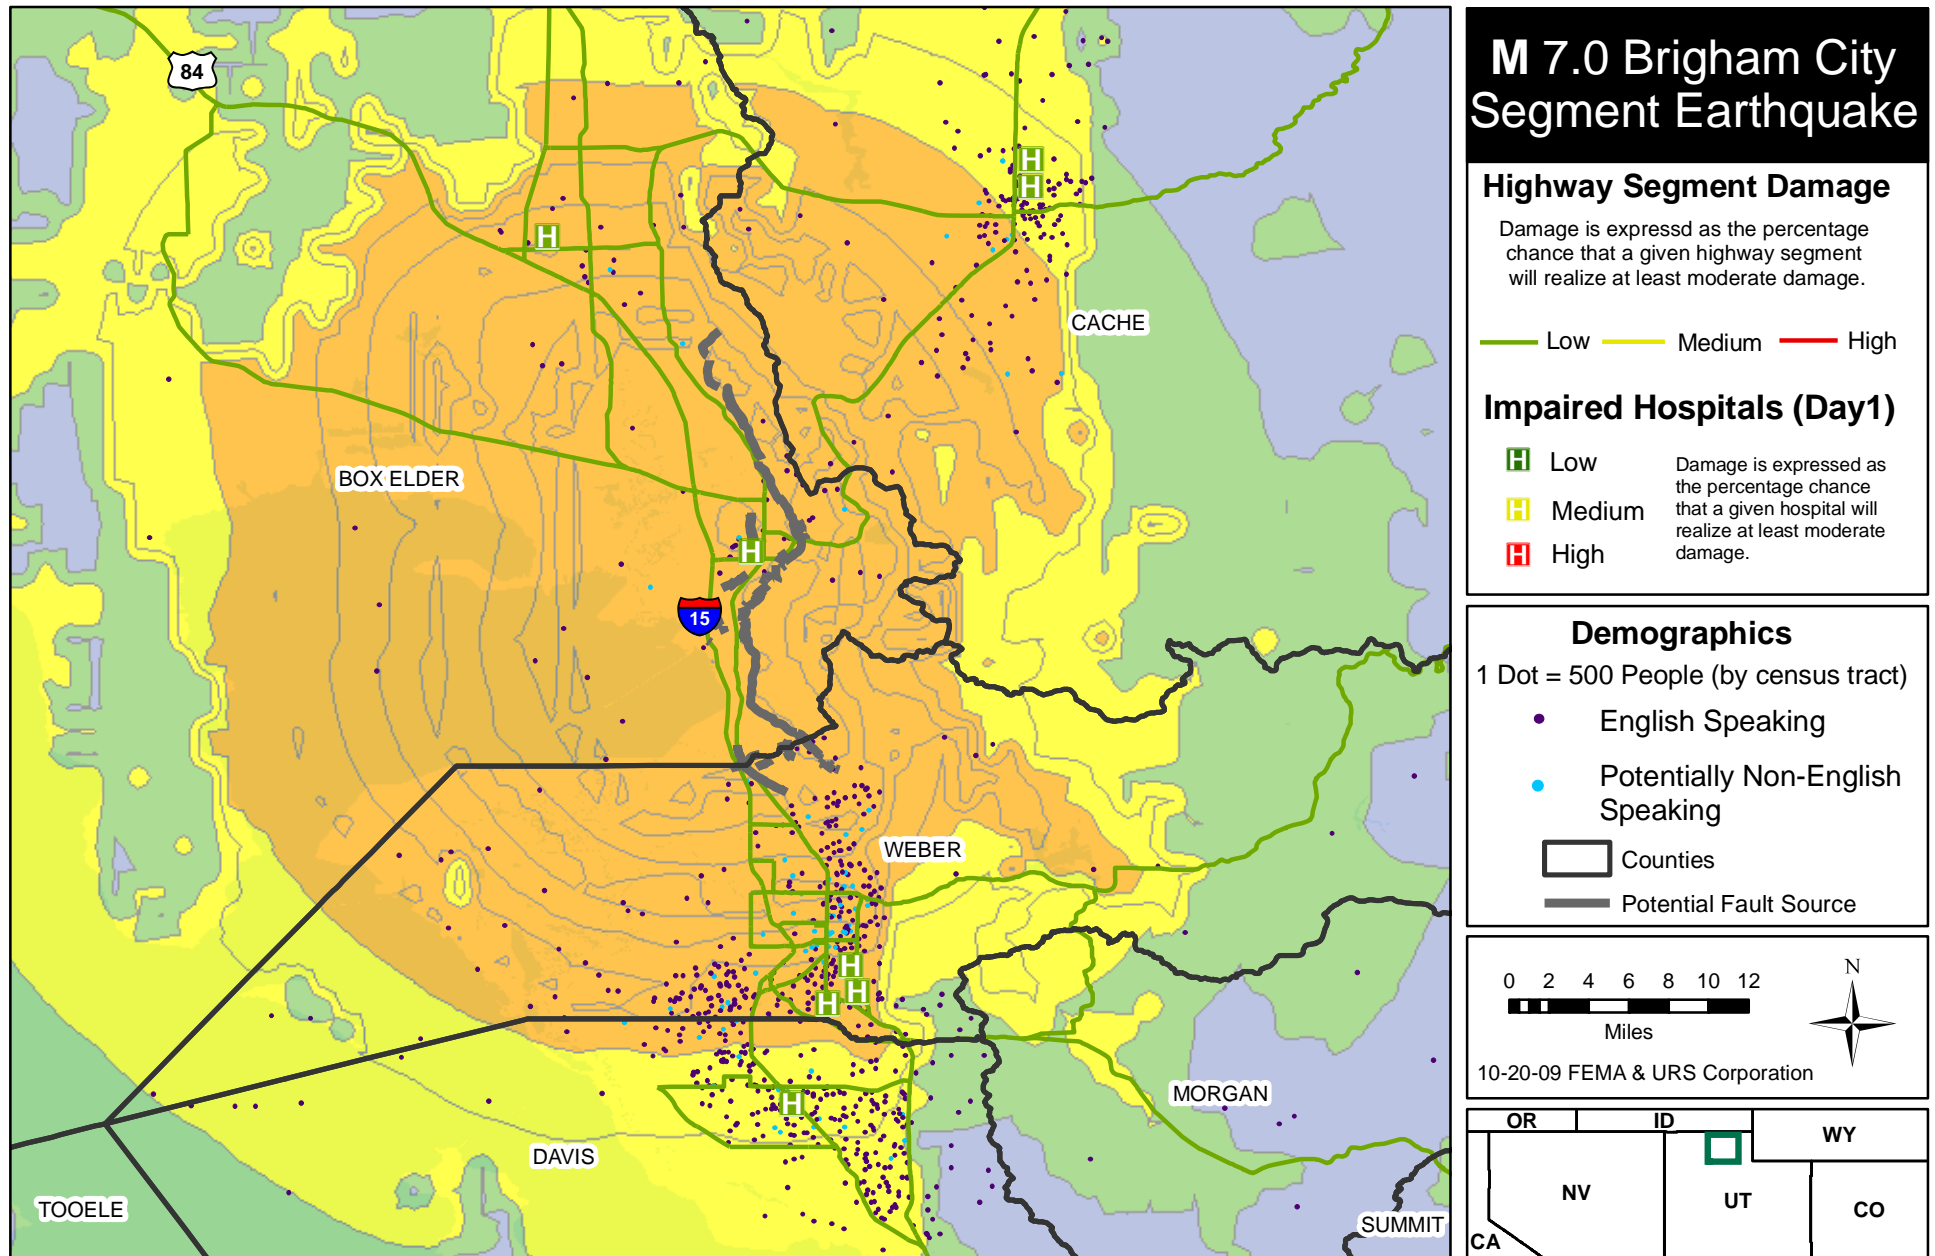 84
H
H
H
CACHE
BOX ELDER
H
15
WEBER
H
H
H
H
MORGAN
DAVIS
TOOELE
SUMMIT
M 7.0 Brigham City
Segment Earthquake
Highway Segment Damage
Damage is expressd as the percentage
chance that a given highway segment
will realize at least moderate damage.
Low Medium High
Impaired Hospitals (Day1)
H Low
H Medium
H High
Damage is expressed as
the percentage chance
that a given hospital will
realize at least moderate
damage.
Demographics
1 Dot = 500 People (by census tract)
English Speaking
Potentially Non-English
Speaking
Counties
Potential Fault Source
0 2 4 6 8 10 12
Miles
N
10-20-09 FEMA & URS Corporation
OR ID WY
NV UT CO
CA